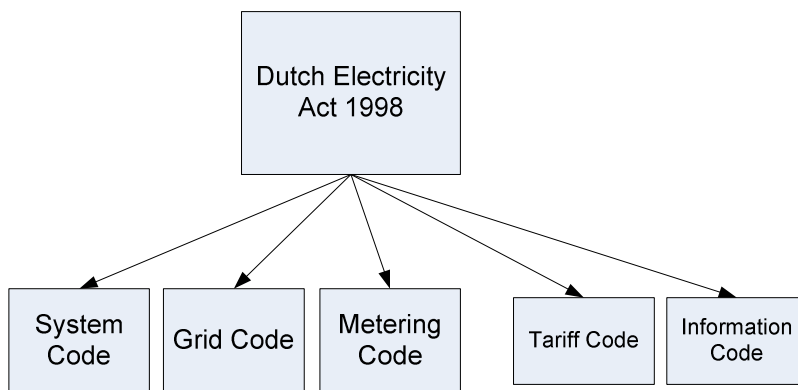 Dutch Electricity
Act 1998
System
Code
Grid Code
Metering
Code
Tariff Code
Information
Code